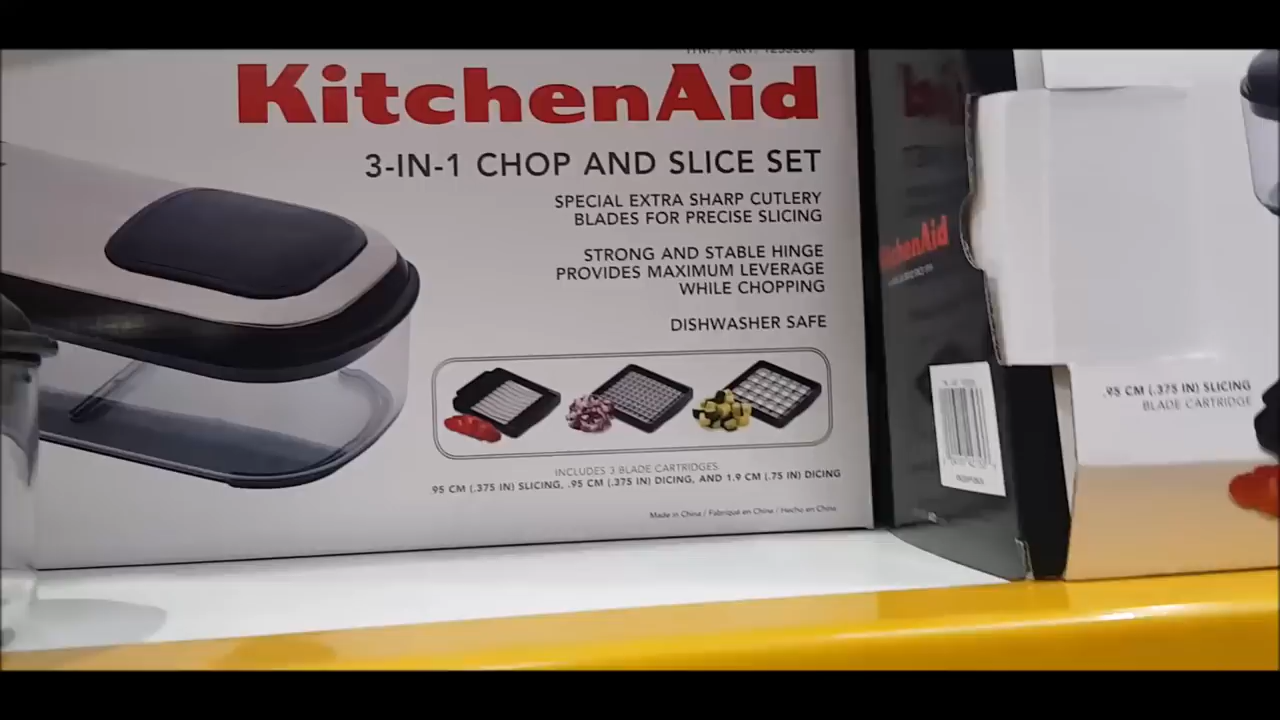 KitchenAid
3-IN-1 CHOP AND SLICE SET
SPECIAL EXTRA SHARP CUTLERY
BLADES FOR PRECISE SLICING
STRONG AND STABLE HINGE
PROVIDES MAXIMUM LEVERAGE
WHILE CHOPPING
DISHWASHER SAFE
INCLUDES 3 BLADE CARTRIDGES
95 CM (.375 IN) SLICING, .95 CM (.375 IN) DICING, AND 1.9 CM (.75 IN) DICING
Made in China / Fabriqué en China / Hecho en China
chenAid
.95 CM (.375 IN) SLICING
BLADE CARTRIDGE